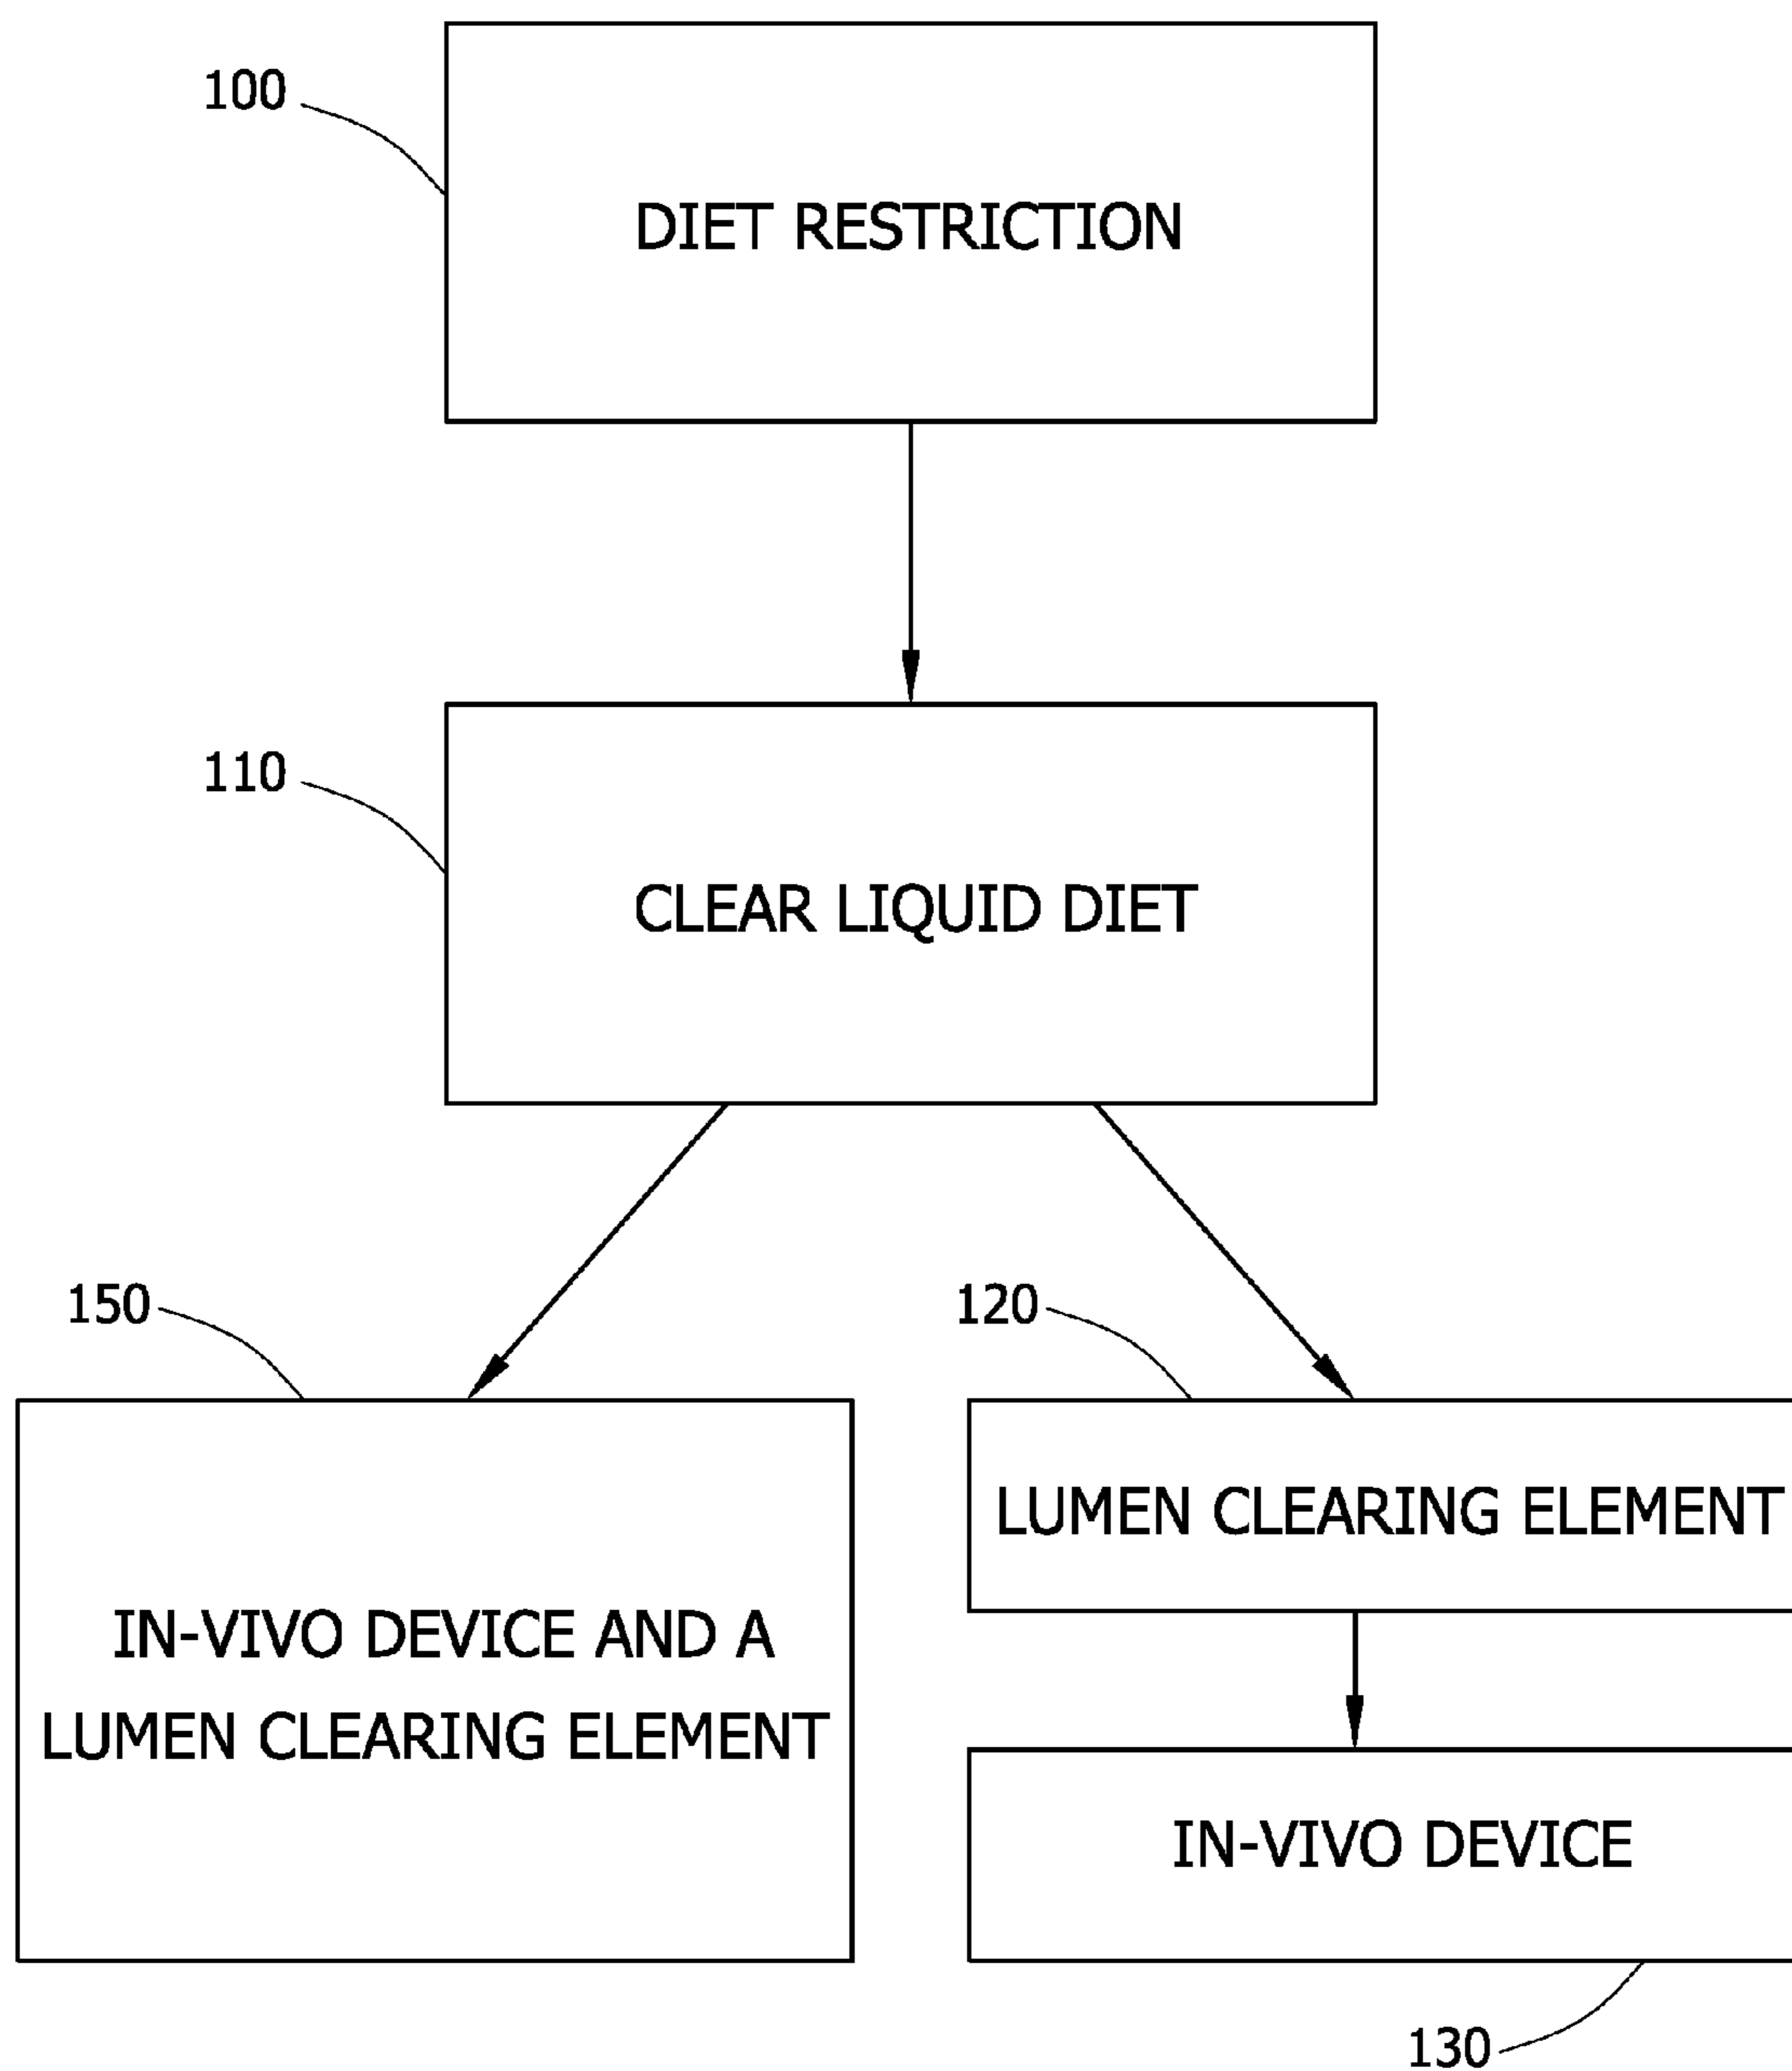 100
DIET RESTRICTION
110
CLEAR LIQUID DIET
150
120
IN-VIVO DEVICE AND A
LUMEN CLEARING ELEMENT
LUMEN CLEARING ELEMENT
IN-VIVO DEVICE
130